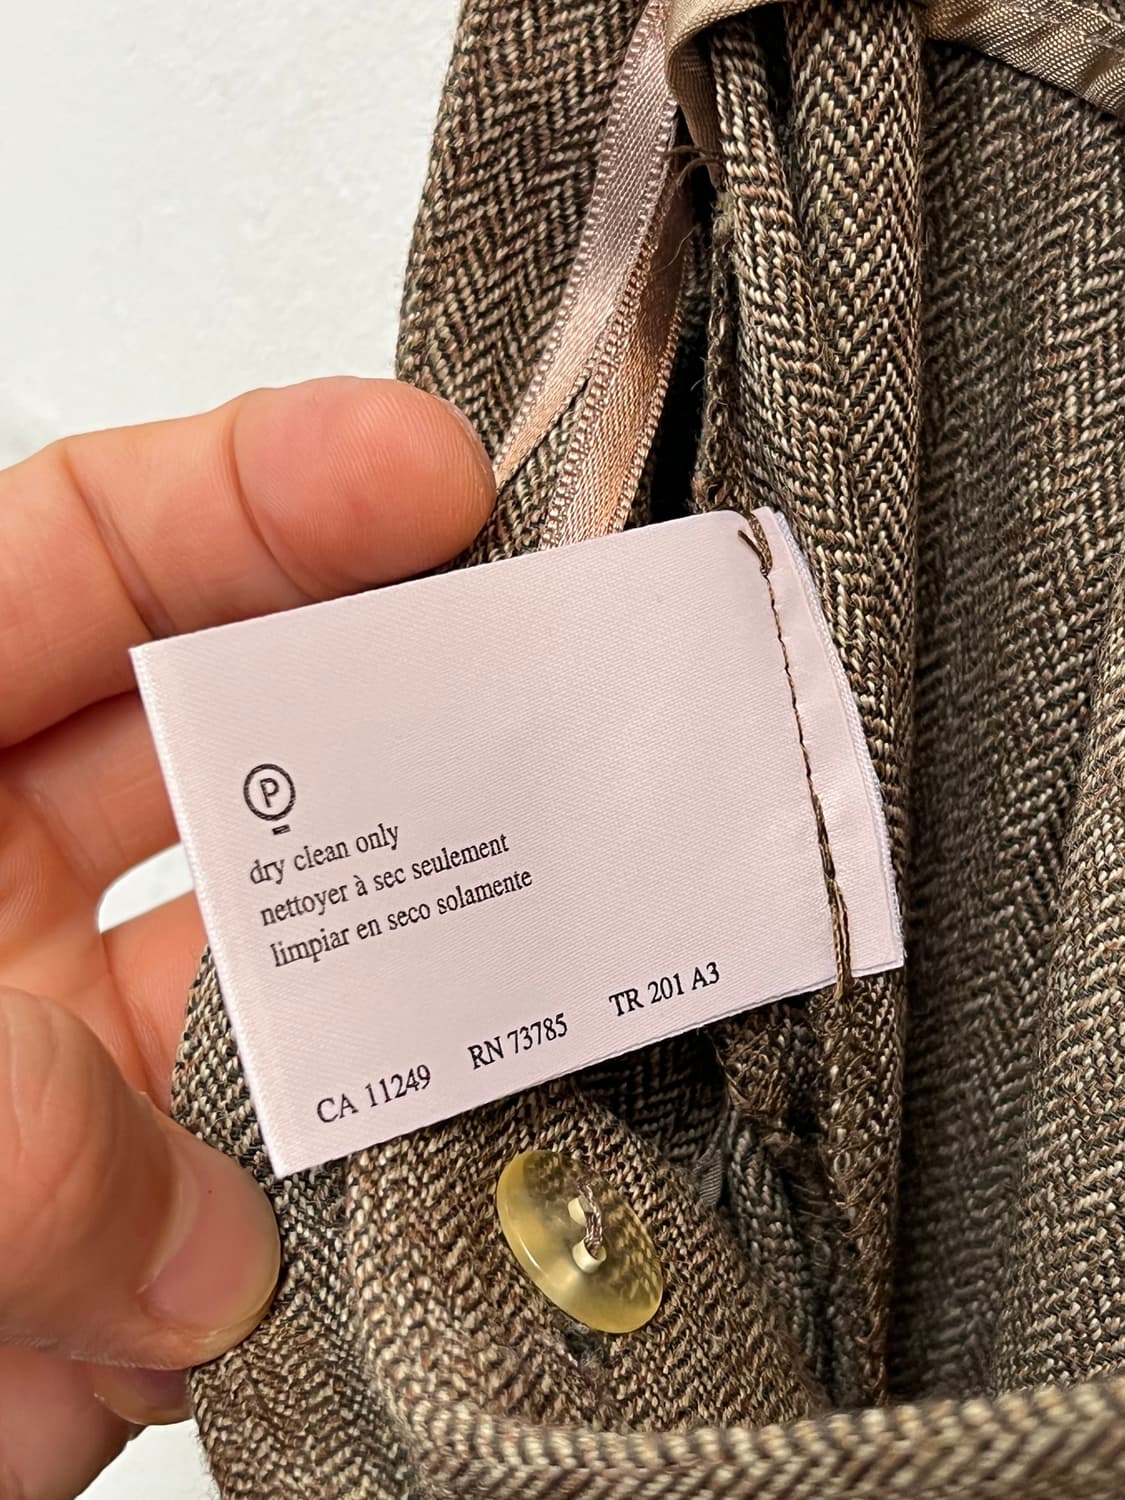 P
dry clean only
nettoyer à sec seulement
limpiar en seco solamente
CA 11249 RN 73785 TR 201 A3